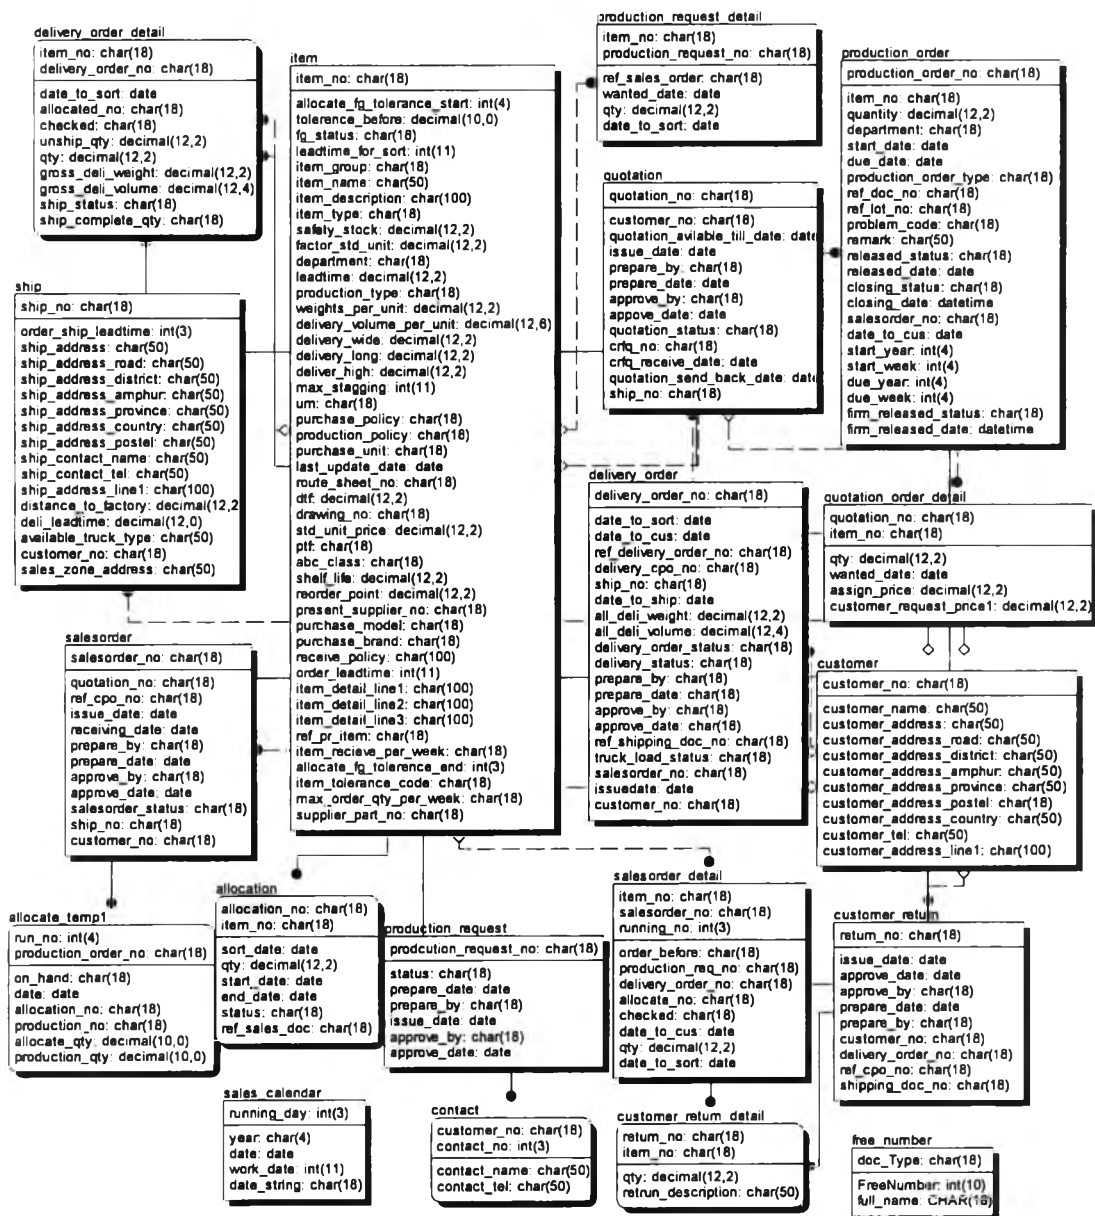 delivery_order_detail
item_no: char(18)
delivery_order_no: char(18)
date_to_sort: date
allocated_no: char(18)
checked: char(18)
unship_qty: decimal(12,2)
qty: decimal(12,2)
gross_deli_weight: decimal(12,2)
gross_deli_volume: decimal(12,4)
ship_status: char(18)
ship_complete_qty: char(18)
ship
ship_no: char(18)
order_ship_leadtime: int(3)
ship_address: char(50)
ship_address_road: char(50)
ship_address_district: char(50)
ship_address_amphur: char(50)
ship_address_province: char(50)
ship_address_country: char(50)
ship_address_postel: char(50)
ship_contact_name: char(50)
ship_contact_tel: char(50)
ship_address_line1: char(100)
distance_to_factory: decimal(12,2
deli_leadtime: decimal(12,0)
available_truck_type: char(50)
customer_no: char(18)
sales_zone_address: char(50)
salesorder
salesorder_no: char(18)
quotation_no: char(18)
ref_cpo_no: char(18)
issue_date: date
receiving_date: date
prepare_by: char(18)
prepare_date: date
approve_by: char(18)
approve_date: date
salesorder_status: char(18)
ship_no: char(18)
customer_no: char(18)
allocate_temp1
run_no: int(4)
production_order_no: char(18)
on_hand: char(18)
date: date
allocation_no: char(18)
production_no: char(18)
allocate_qty: decimal(10,0)
production_qty: decimal(10,0)
item
item_no: char(18)
allocate_fg_tolerance_start: int(4)
tolerence_before: decimal(10,0)
fg_status: char(18)
leadtime_for_sort: int(11)
item_group: char(18)
item_name: char(50)
item_description: char(100)
item_type: char(18)
safety_stock: decimal(12,2)
factor_std_unit: decimal(12,2)
department: char(18)
leadtime: decimal(12,2)
production_type: char(18)
weights_per_unit: decimal(12,2)
delivery_volume_per_unit: decimal(12,6)
delivery_wide: decimal(12,2)
delivery_long: decimal(12,2)
deliver_high: decimal(12,2)
max_stagging: int(11)
um: char(18)
purchase_policy: char(18)
production_policy: char(18)
purchase_unit: char(18)
last_update_date: date
route_sheet_no: char(18)
dtf: decimal(12,2)
drawing_no: char(18)
std_unit_price: decimal(12,2)
ptf: char(18)
abc_class: char(18)
shelf_life: decimal(12,2)
reorder_point: decimal(12,2)
present_supplier_no: char(18)
purchase_model: char(18)
purchase_brand: char(18)
receive_policy: char(100)
order_leadtime: int(11)
item_detail_line1: char(100)
item_detail_line2: char(100)
item_detail_line3: char(100)
ref_pr_item: char(18)
item_recieve_per_week: char(18)
allocate_fg_tolerance_end: int(3)
item_tolerance_code: char(18)
max_order_qty_per_week: char(18)
supplier_part_no: char(18)
allocation
allocation_no: char(18)
item_no: char(18)
sort_date: date
qty: decimal(12,2)
start_date: date
end_date: date
status: char(18)
ref_sales_doc: char(18)
sales_calendar
running_day: int(3)
year: char(4)
date: date
work_date: int(11)
date_string: char(18)
production_request
prodcution_request_no: char(18)
status: char(18)
prepare_date: date
prepare_by: char(18)
issue_date: date
approve_by: char(18)
approve_date: date
contact
customer_no: char(18)
contact_no: int(3)
contact_name: char(50)
contact_tel: char(50)
production_request_detail
item_no: char(18)
production_request_no: char(18)
ref_sales_order: char(18)
wanted_date: date
qty: decimal(12,2)
date_to_sort: date
quotation
quotation_no: char(18)
customer_no: char(18)
quotation_avilable_till_date: date
issue_date: date
prepare_by: char(18)
prepare_date: date
approve_by: char(18)
appove_date: date
quotation_status: char(18)
crfq_no: char(18)
crfq_receive_date: date
quotation_send_back_date: date
ship_no: char(18)
delivery_order
delivery_order_no: char(18)
date_to_sort: date
date_to_cus: date
ref_delivery_order_no: char(18)
delivery_cpo_no: char(18)
ship_no: char(18)
date_to_ship: date
all_deli_weight: decimal(12,2)
all_deli_volume: decimal(12,4)
delivery_order_status: char(18)
delivery_status: char(18)
prepare_by: char(18)
prepare_date: char(18)
approve_by: char(18)
approve_date: char(18)
ref_shipping_doc_no: char(18)
truck_load_status: char(18)
salesorder_no: char(18)
issuedate: date
customer_no: char(18)
salesorder_detail
item_no: char(18)
salesorder_no: char(18)
running_no: int(3)
order_before: char(18)
production_req_no: char(18)
delivery_order_no: char(18)
allocate_no: char(18)
checked: char(18)
date_to_cus: date
qty: decimal(12,2)
date_to_sort: date
customer_return_detail
return_no: char(18)
item_no: char(18)
qty: decimal(12,2)
retrun_description: char(50)
production_order
production_order_no: char(18)
item_no: char(18)
quantity: decimal(12,2)
department: char(18)
start_date: date
due_date: date
production_order_type: char(18)
ref_doc_no: char(18)
ref_lot_no: char(18)
problem_code: char(18)
remark: char(50)
released_status: char(18)
released_date: date
closing_status: char(18)
closing_date: datetime
salesorder_no: char(18)
date_to_cus: date
start_year: int(4)
start_week: int(4)
due_year: int(4)
due_week: int(4)
firm_released_status: char(18)
firm_released_date: datetime
quotation_order_detail
quotation_no: char(18)
item_no: char(18)
qty: decimal(12,2)
wanted_date: date
assign_price: decimal(12,2)
customer_request_price1: decimal(12,2)
customer
customer_no: char(18)
customer_name: char(50)
customer_address: char(50)
customer_address_road: char(50)
customer_address_district: char(50)
customer_address_amphur: char(50)
customer_address_province: char(50)
customer_address_postel: char(18)
customer_address_country: char(50)
customer_tel: char(50)
customer_address_line1: char(100)
customer_return
return_no: char(18)
issue_date: date
approve_date: date
approve_by: char(18)
prepare_date: date
prepare_by: char(18)
customer_no: char(18)
delivery_order_no: char(18)
ref_cpo_no: char(18)
shipping_doc_no: char(18)
free_number
doc_Type: char(18)
FreeNumber: int(10)
full_name: CHAR(18)